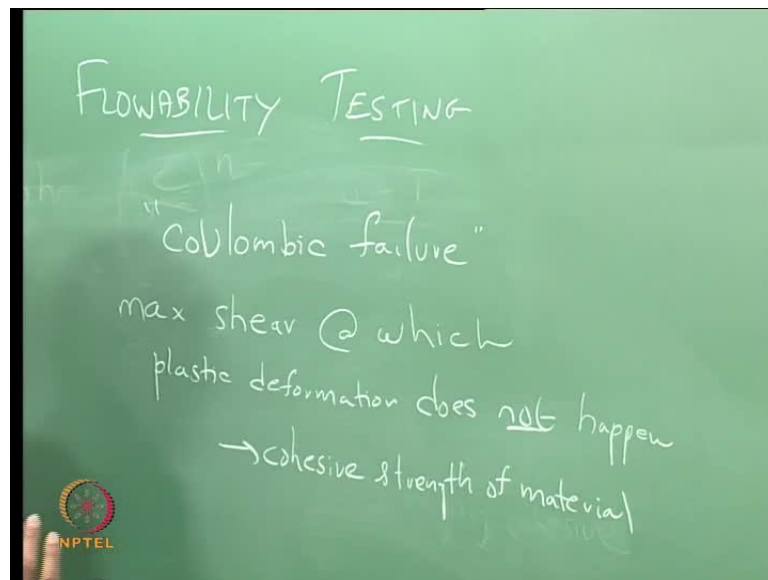 FLOWABILITY TESTING
"coulombic failure"
max shear @ which
plastic deformation does not happen
→cohesive strength of material
NPTEL